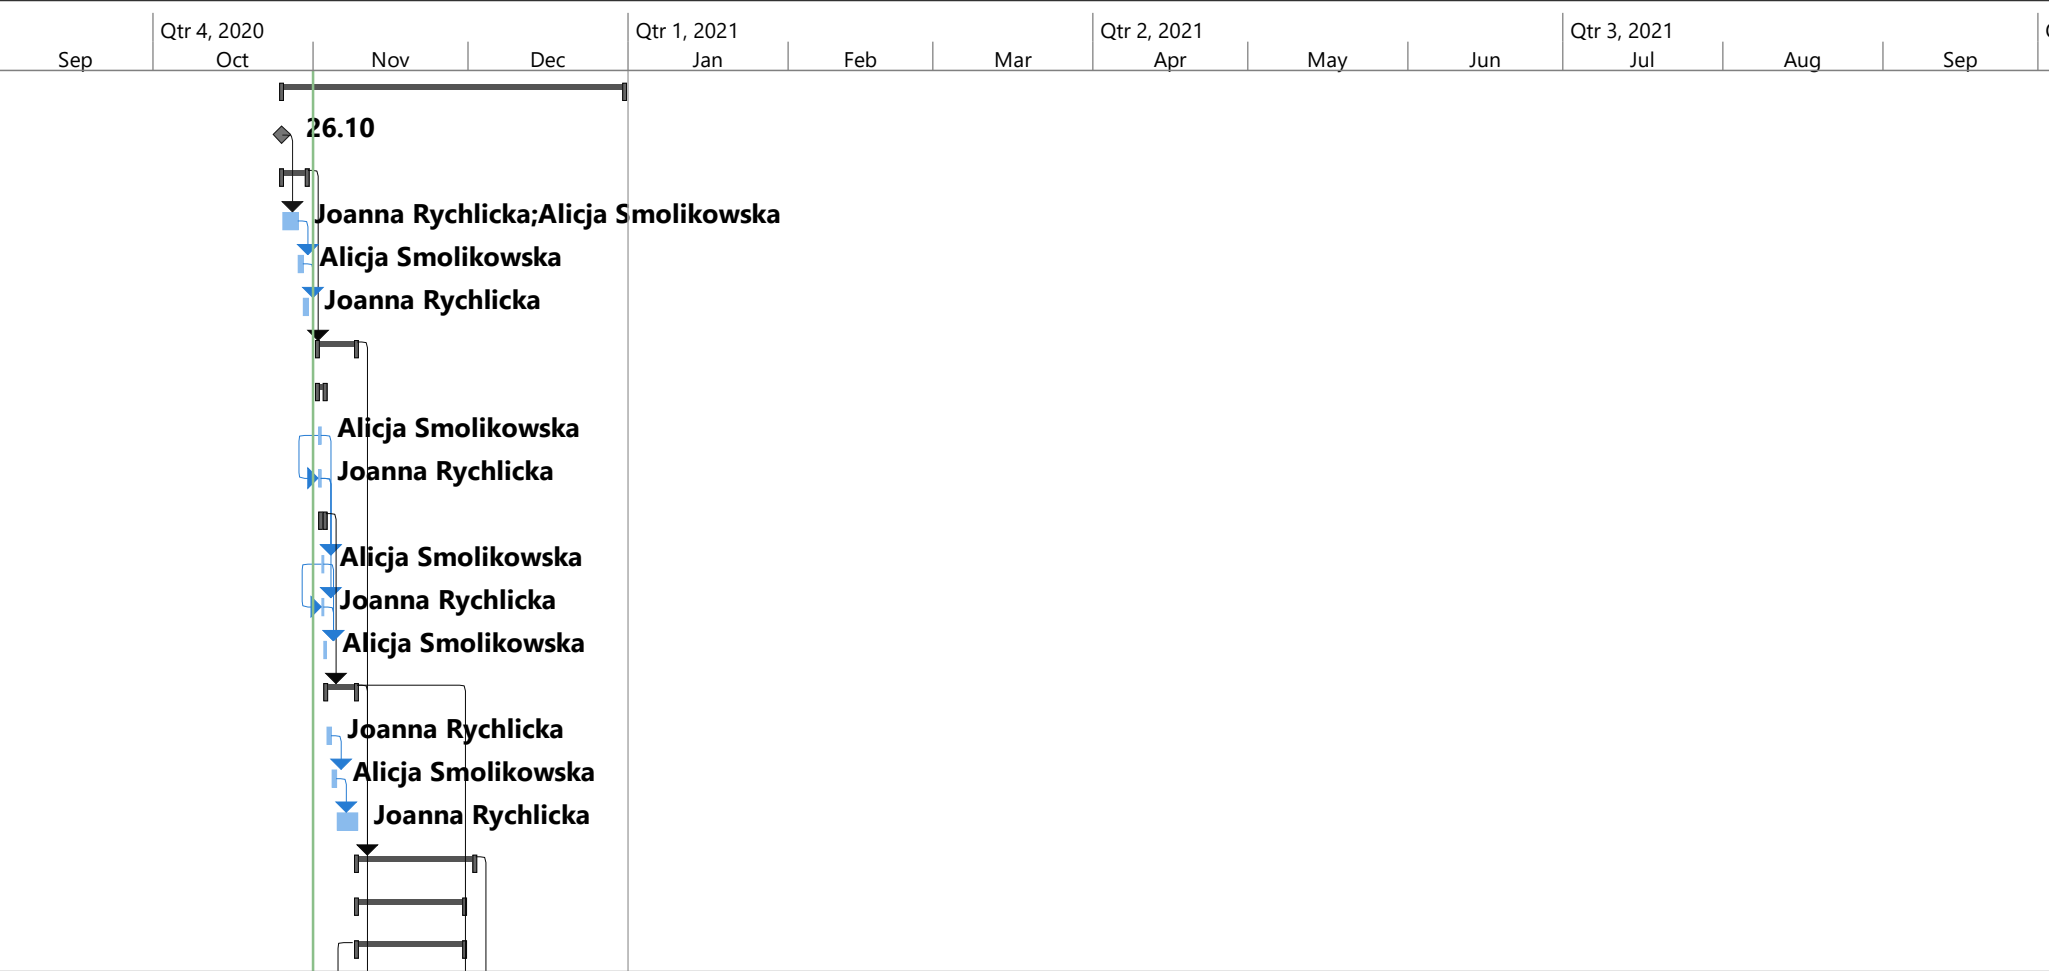 Qtr 4, 2020 Qtr 1, 2021 Qtr 2, 2021 Qtr 3, 2021
Sep Oct Nov Dec Jan Feb Mar Apr May Jun Jul Aug Sep
26.10
Joanna Rychlicka;Alicja Smolikowska
Alicja Smolikowska
Joanna Rychlicka
Alicja Smolikowska
Joanna Rychlicka
Alicja Smolikowska
Joanna Rychlicka
Alicja Smolikowska
Joanna Rychlicka
Alicja Smolikowska
Joanna Rychlicka